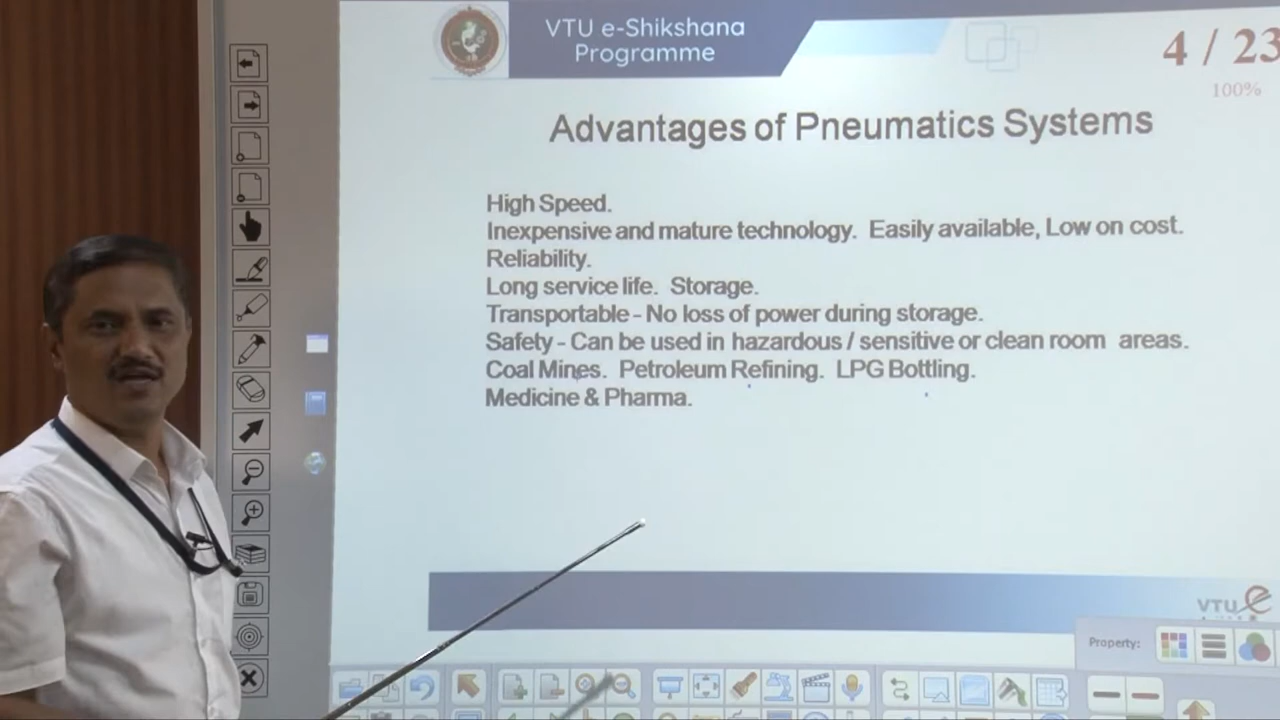 VTU e-Shikshana
Programme
4 / 23
100%
Advantages of Pneumatics Systems
High Speed.
Inexpensive and mature technology. Easily available, Low on cost.
Reliability.
Long service life. Storage.
Transportable – No loss of power during storage.
Safety – Can be used in hazardous / sensitive or clean room areas.
Coal Mines. Petroleum Refining. LPG Bottling.
Medicine & Pharma.
VTU e
Property: